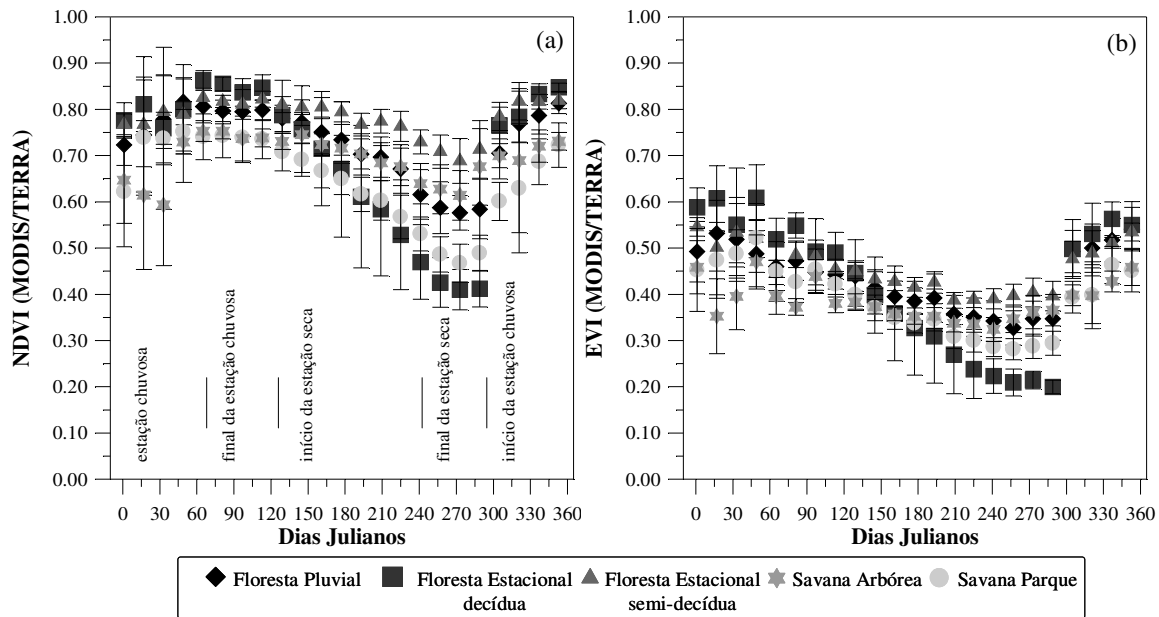 1.00
0.90
0.80
0.70
0.60
0.50
0.40
0.30
0.20
0.10
0.00
NDVI (MODIS/TERRA)
(a)
estação chuvosa
final da estação chuvosa
início da estação seca
final da estação seca
início da estação chuvosa
0 30 60 90 120 150 180 210 240 270 300 330 360
Dias Julianos
1.00
0.90
0.80
0.70
0.60
0.50
0.40
0.30
0.20
0.10
0.00
EVI (MODIS/TERRA)
(b)
0 30 60 90 120 150 180 210 240 270 300 330 360
Dias Julianos
Floresta Pluvial
Floresta Estacional
decídua
Floresta Estacional
semi-decídua
Savana Arbórea
Savana Parque